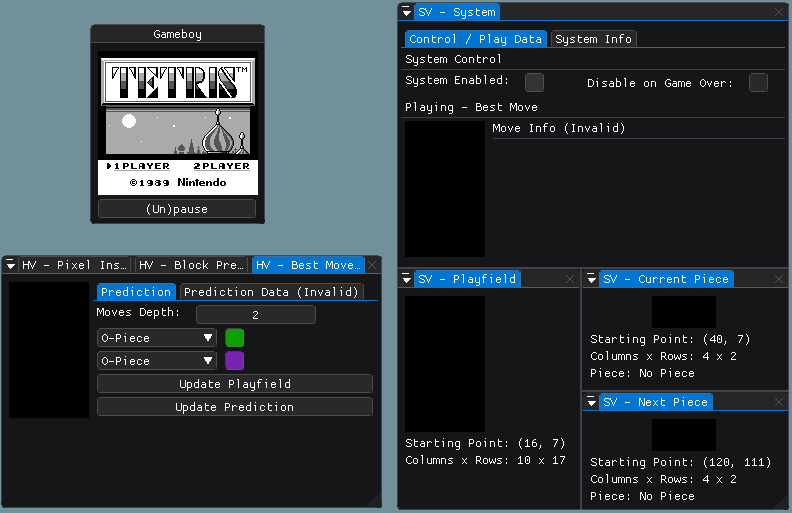 Gameboy
TETRIS™
1PLAYER 2PLAYER
©1989 Nintendo
(Un)pause
HV - Pixel Ins… HV - Block Pre… HV - Best Move…
Prediction Prediction Data (Invalid)
Moves Depth: 2
O-Piece
O-Piece
Update Playfield
Update Prediction
SV - System
Control / Play Data System Info
System Control
System Enabled: Disable on Game Over:
Playing - Best Move
Move Info (Invalid)
SV - Playfield
Starting Point: (16, 7)
Columns x Rows: 10 x 17
SV - Current Piece
Starting Point: (40, 7)
Columns x Rows: 4 x 2
Piece: No Piece
SV - Next Piece
Starting Point: (120, 111)
Columns x Rows: 4 x 2
Piece: No Piece